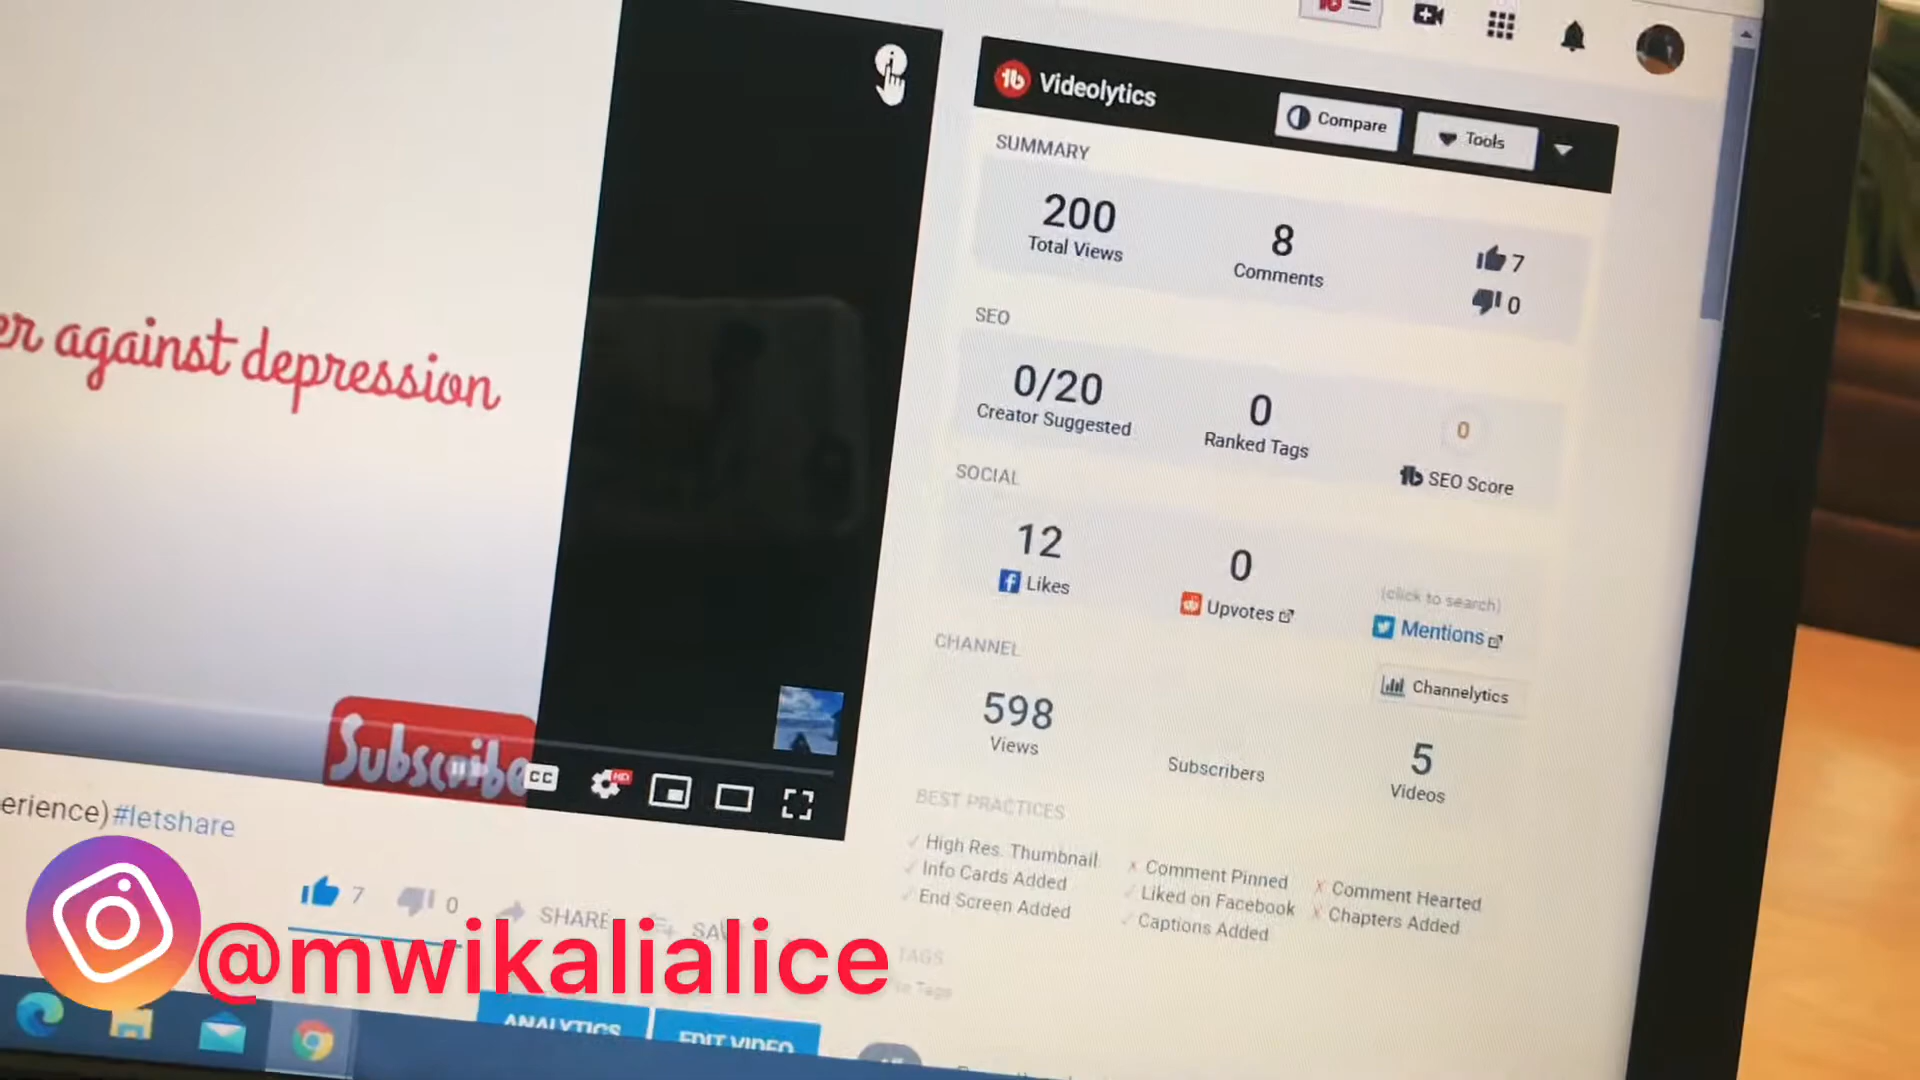 Videolytics
Compare
Tools
SUMMARY
200
Total Views
8
Comments
7
0
SEO
0/20
Creator Suggested
0
Ranked Tags
0
SEO Score
SOCIAL
12
Likes
0
Upvotes
(click to search)
Mentions
CHANNEL
Channelytics
598
Views
Subscribers
5
Videos
BEST PRACTICES
High Res. Thumbnail
Info Cards Added
End Screen Added
Comment Pinned
Liked on Facebook
Captions Added
Comment Hearted
Chapters Added
TAGS
Tags
against depression
Subscribe
CC
HD
#letshare
7
0
SHARE
@mwikalialice
ANALYTICS
EDIT VIDEO